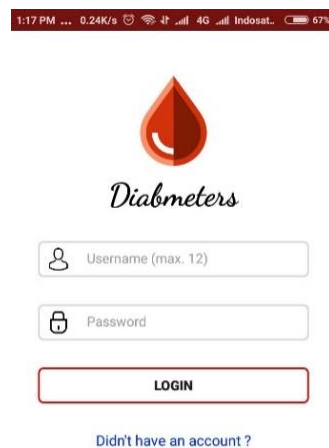 1:17 PM ... 0.24K/s 4G Indosat.. 67%
Diabmeters
Username (max. 12)
Password
LOGIN
Didn't have an account ?